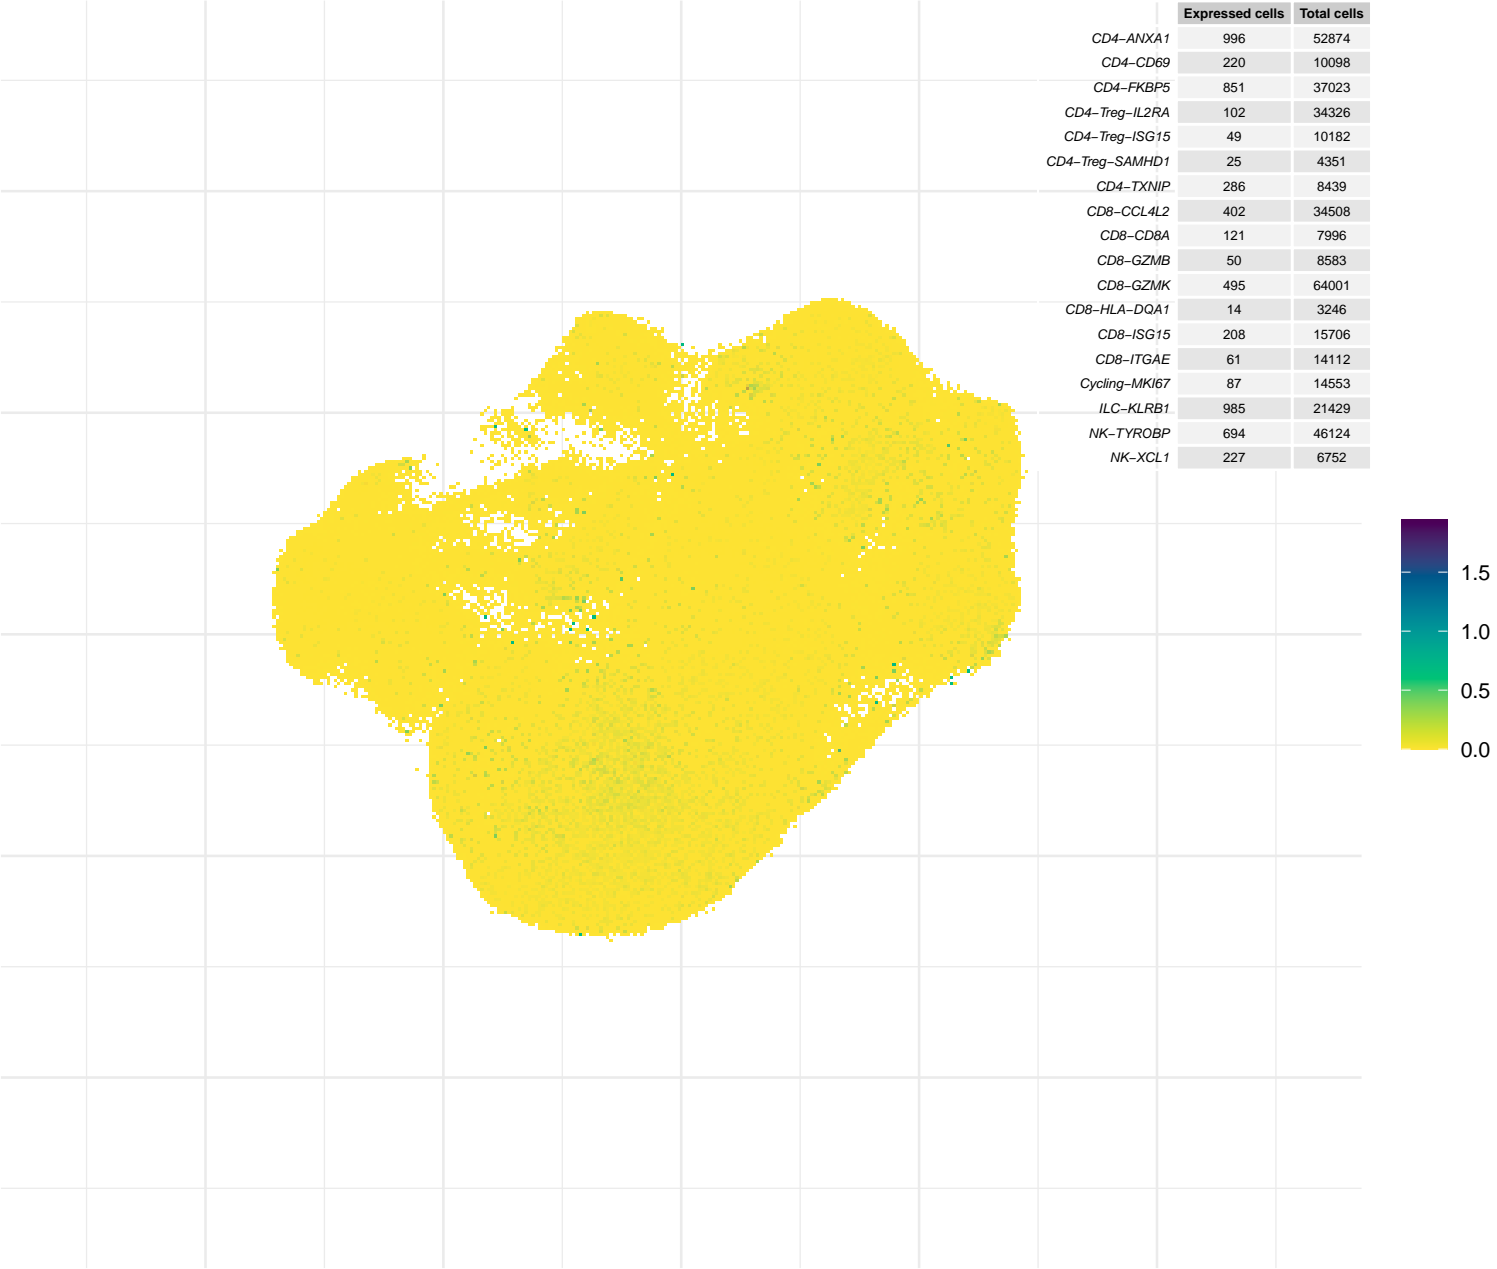 Expressed cells Total cells
CD4−ANXA1 996 52874
CD4−CD69 220 10098
CD4−FKBP5 851 37023
CD4−Treg−IL2RA 102 34326
CD4−Treg−ISG15 49 10182
CD4−Treg−SAMHD1 25 4351
CD4−TXNIP 286 8439
CD8−CCL4L2 402 34508
CD8−CD8A 121 7996
CD8−GZMB 50 8583
CD8−GZMK 495 64001
CD8−HLA−DQA1 14 3246
CD8−ISG15 208 15706
CD8−ITGAE 61 14112
Cycling−MKI67 87 14553
ILC−KLRB1 985 21429
NK−TYROBP 694 46124
NK−XCL1 227 6752
1.5
1.0
0.5
0.0